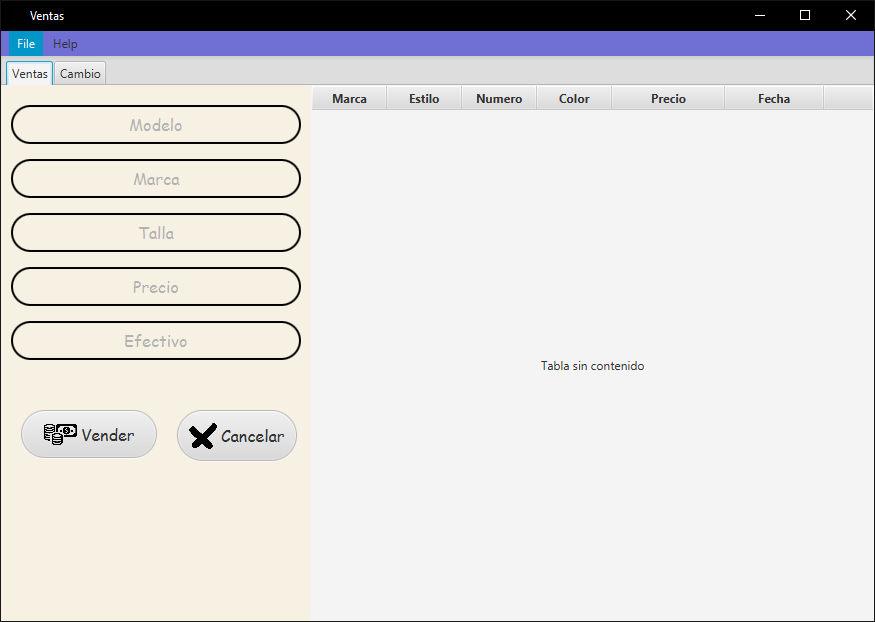 Ventas
File Help
Ventas Cambio
Marca Estilo Numero Color Precio Fecha
Modelo
Marca
Talla
Precio
Efectivo
Tabla sin contenido
Vender Cancelar